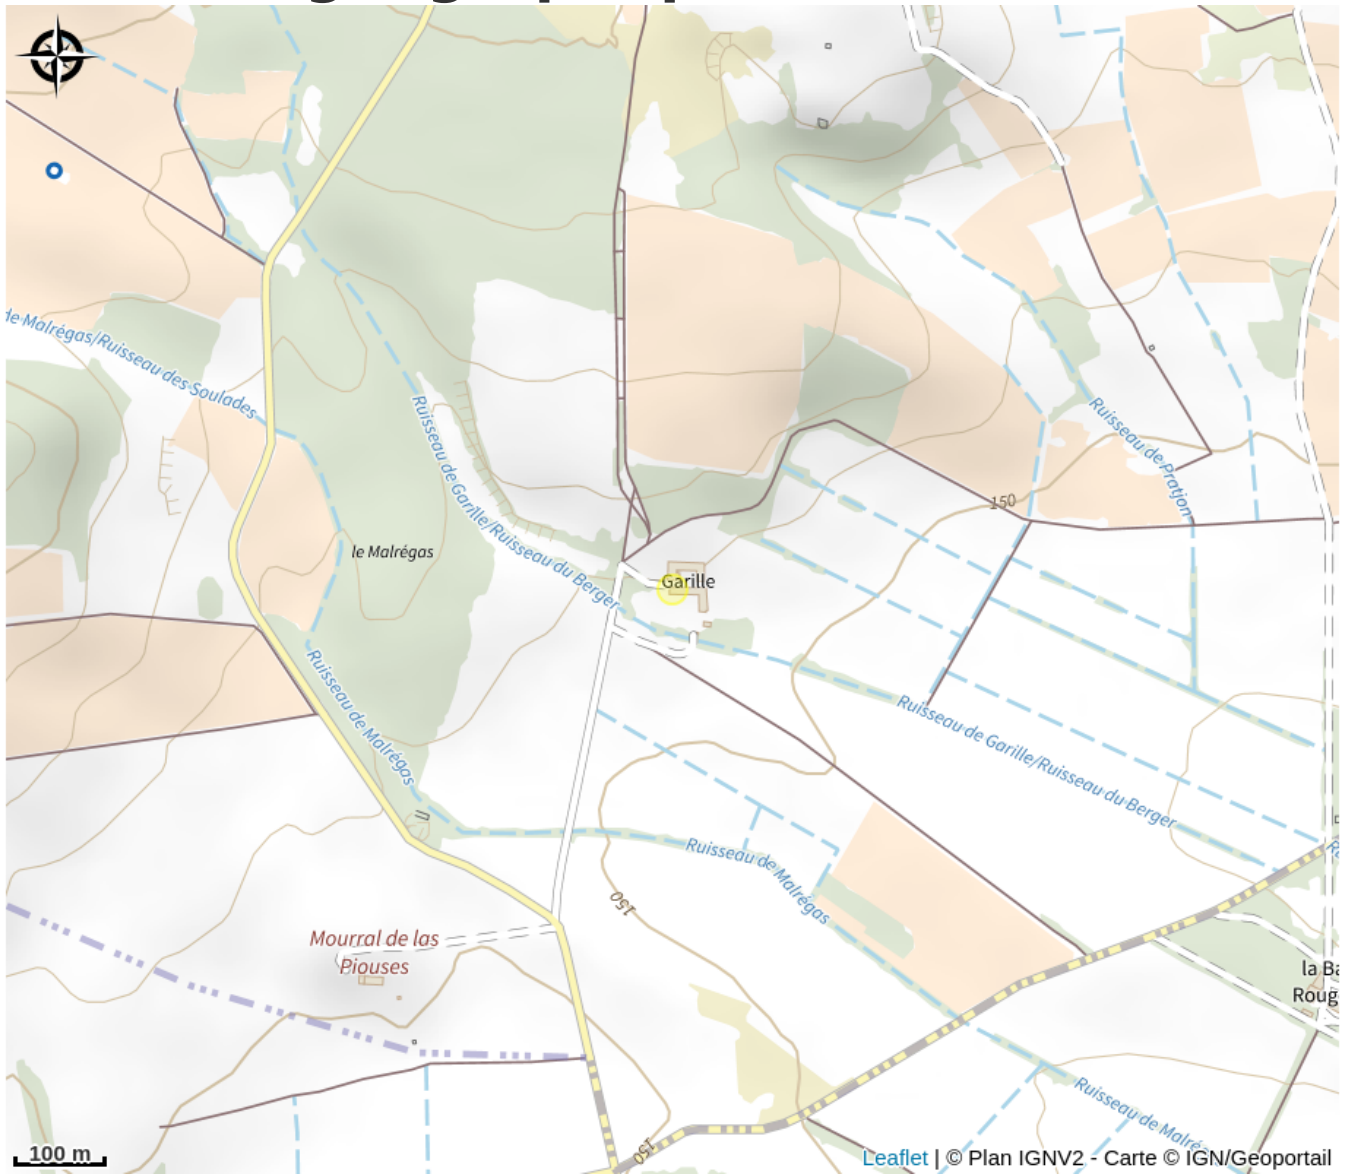 de Malrégas/Ruisseau des Soulades
Ruisseau de Garille/Ruisseau du Berger
Ruisseau de Pratjon
150
le Malrégas
Garille
Ruisseau de Malrégas
Ruisseau de Garille/Ruisseau du Berger
Ruisseau de Malrégas
150
Mourral de las
Piouses
la Ba
Roug
Ruisseau de Malré
150
100 m
Leaflet | © Plan IGNV2 - Carte © IGN/Geoportail